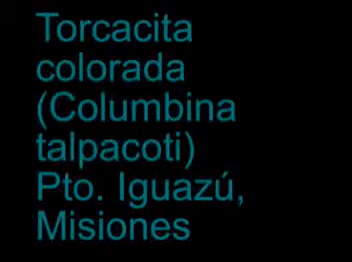 Torcacita
colorada
(Columbina
talpacoti)
Pto. Iguazú,
Misiones